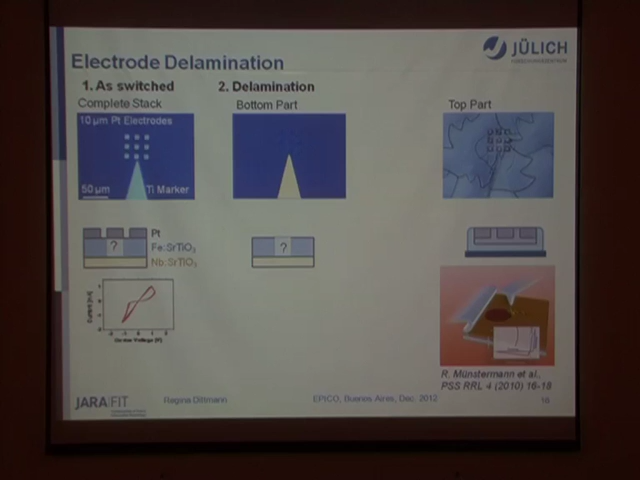 JÜLICH
FORSCHUNGSZENTRUM
Electrode Delamination
1. As switched
2. Delamination
Complete Stack
Bottom Part
Top Part
10 µm Pt Electrodes
50 µm
Ti Marker
Pt
?
Fe:SrTiO₃
Nb:SrTiO₃
?
R. Münstermann et al.,
PSS RRL 4 (2010) 16-18
JARA|FIT
Regina Dittmann
EPICO, Buenos Aires, Dec. 2012
16